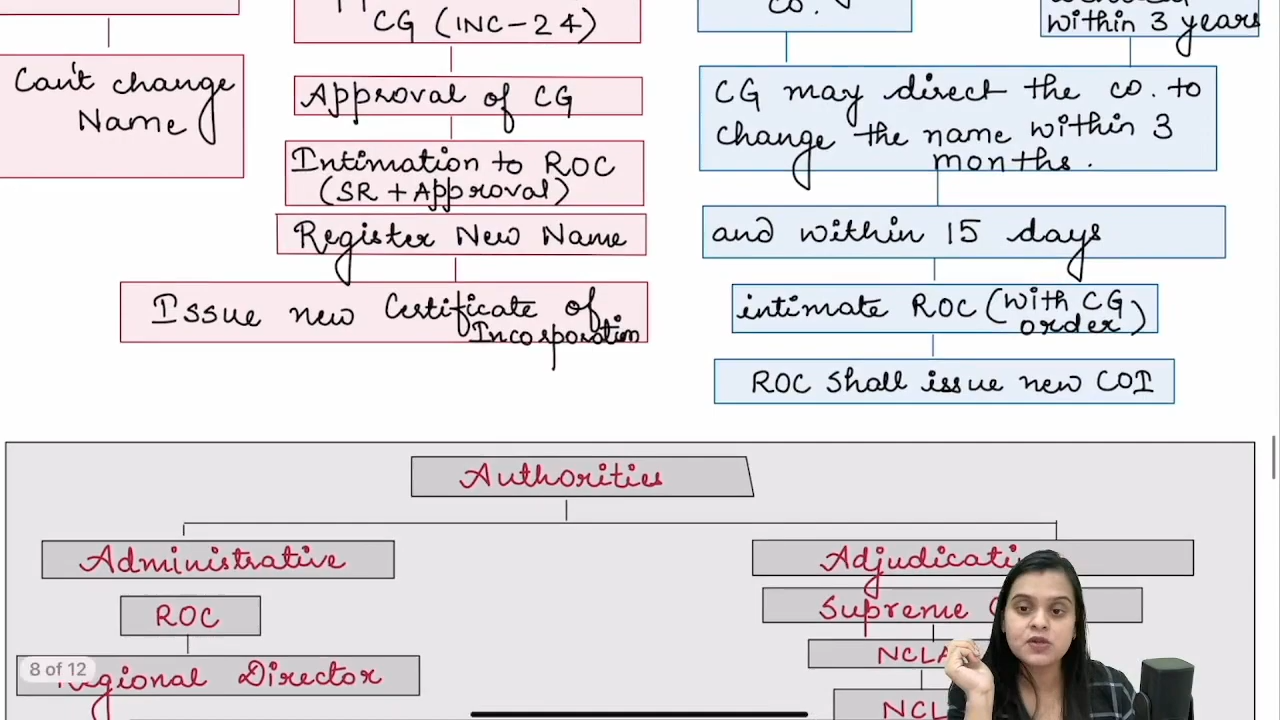 CG (INC-24)
co.
within 3 years
Can't change
Name
Approval of CG
CG may direct the co. to
change the name within 3
months.
Intimation to ROC
(SR + Approval)
Register New Name
and within 15 days
Issue new Certificate of
Incorporation
intimate ROC (with CG
order)
ROC shall issue new COI
Authorities
Administrative
Adjudicati
ROC
Supreme
NCLA
8 of 12
Regional Director
NCL